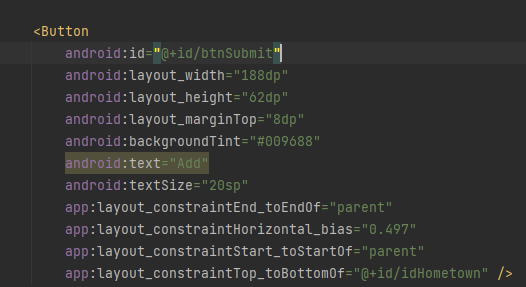 <Button
android:id="@+id/btnSubmit"
android:layout_width="188dp"
android:layout_height="62dp"
android:layout_marginTop="8dp"
android:backgroundTint="#009688"
android:text="Add"
android:textSize="20sp"
app:layout_constraintEnd_toEndOf="parent"
app:layout_constraintHorizontal_bias="0.497"
app:layout_constraintStart_toStartOf="parent"
app:layout_constraintTop_toBottomOf="@+id/idHometown" />